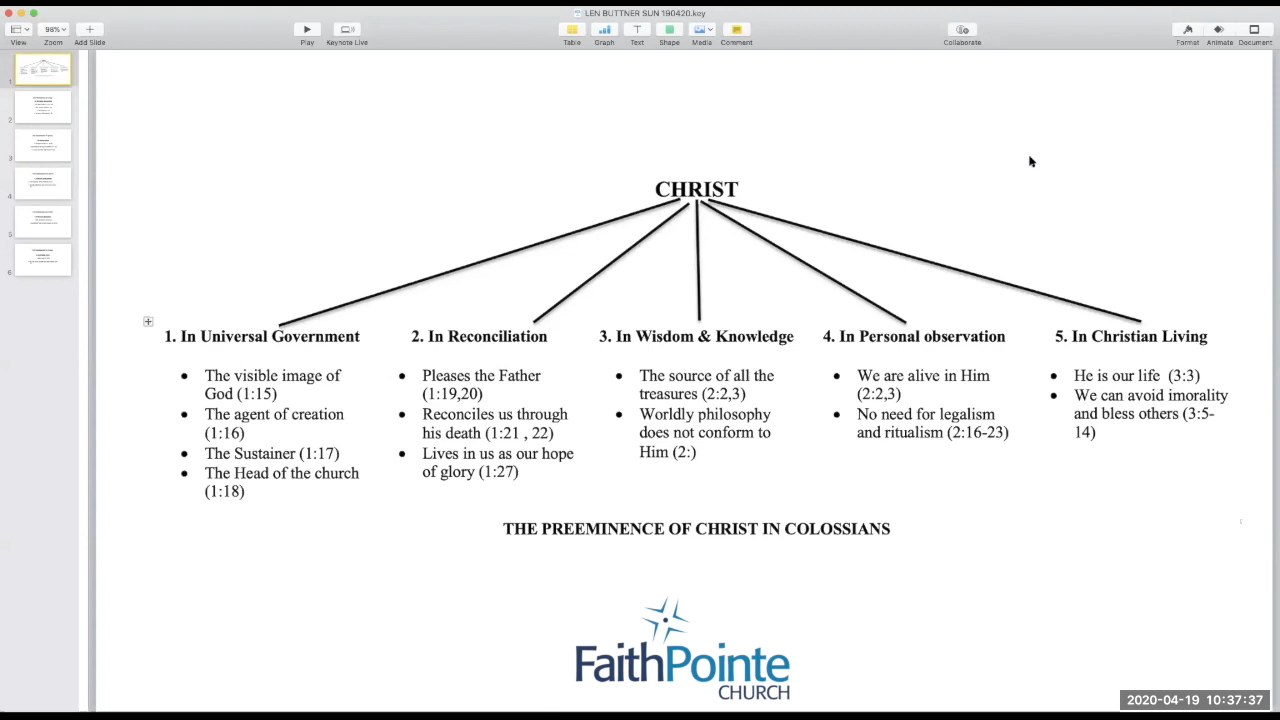 LEN BUTTNER SUN 190420.key
98%
View
Zoom
Add Slide
Play
Keynote Live
Table
Graph
Text
Shape
Media
Comment
Collaborate
Format
Animate
Document
1
2
3
4
5
6
CHRIST
1. In Universal Government
The visible image of
God (1:15)
The agent of creation
(1:16)
The Sustainer (1:17)
The Head of the church
(1:18)
2. In Reconciliation
Pleases the Father
(1:19,20)
Reconciles us through
his death (1:21 , 22)
Lives in us as our hope
of glory (1:27)
3. In Wisdom & Knowledge
The source of all the
treasures (2:2,3)
Worldly philosophy
does not conform to
Him (2:)
4. In Personal observation
We are alive in Him
(2:2,3)
No need for legalism
and ritualism (2:16-23)
5. In Christian Living
He is our life (3:3)
We can avoid imorality
and bless others (3:5-
14)
THE PREEMINENCE OF CHRIST IN COLOSSIANS
FaithPointe
CHURCH
2020-04-19 10:37:37